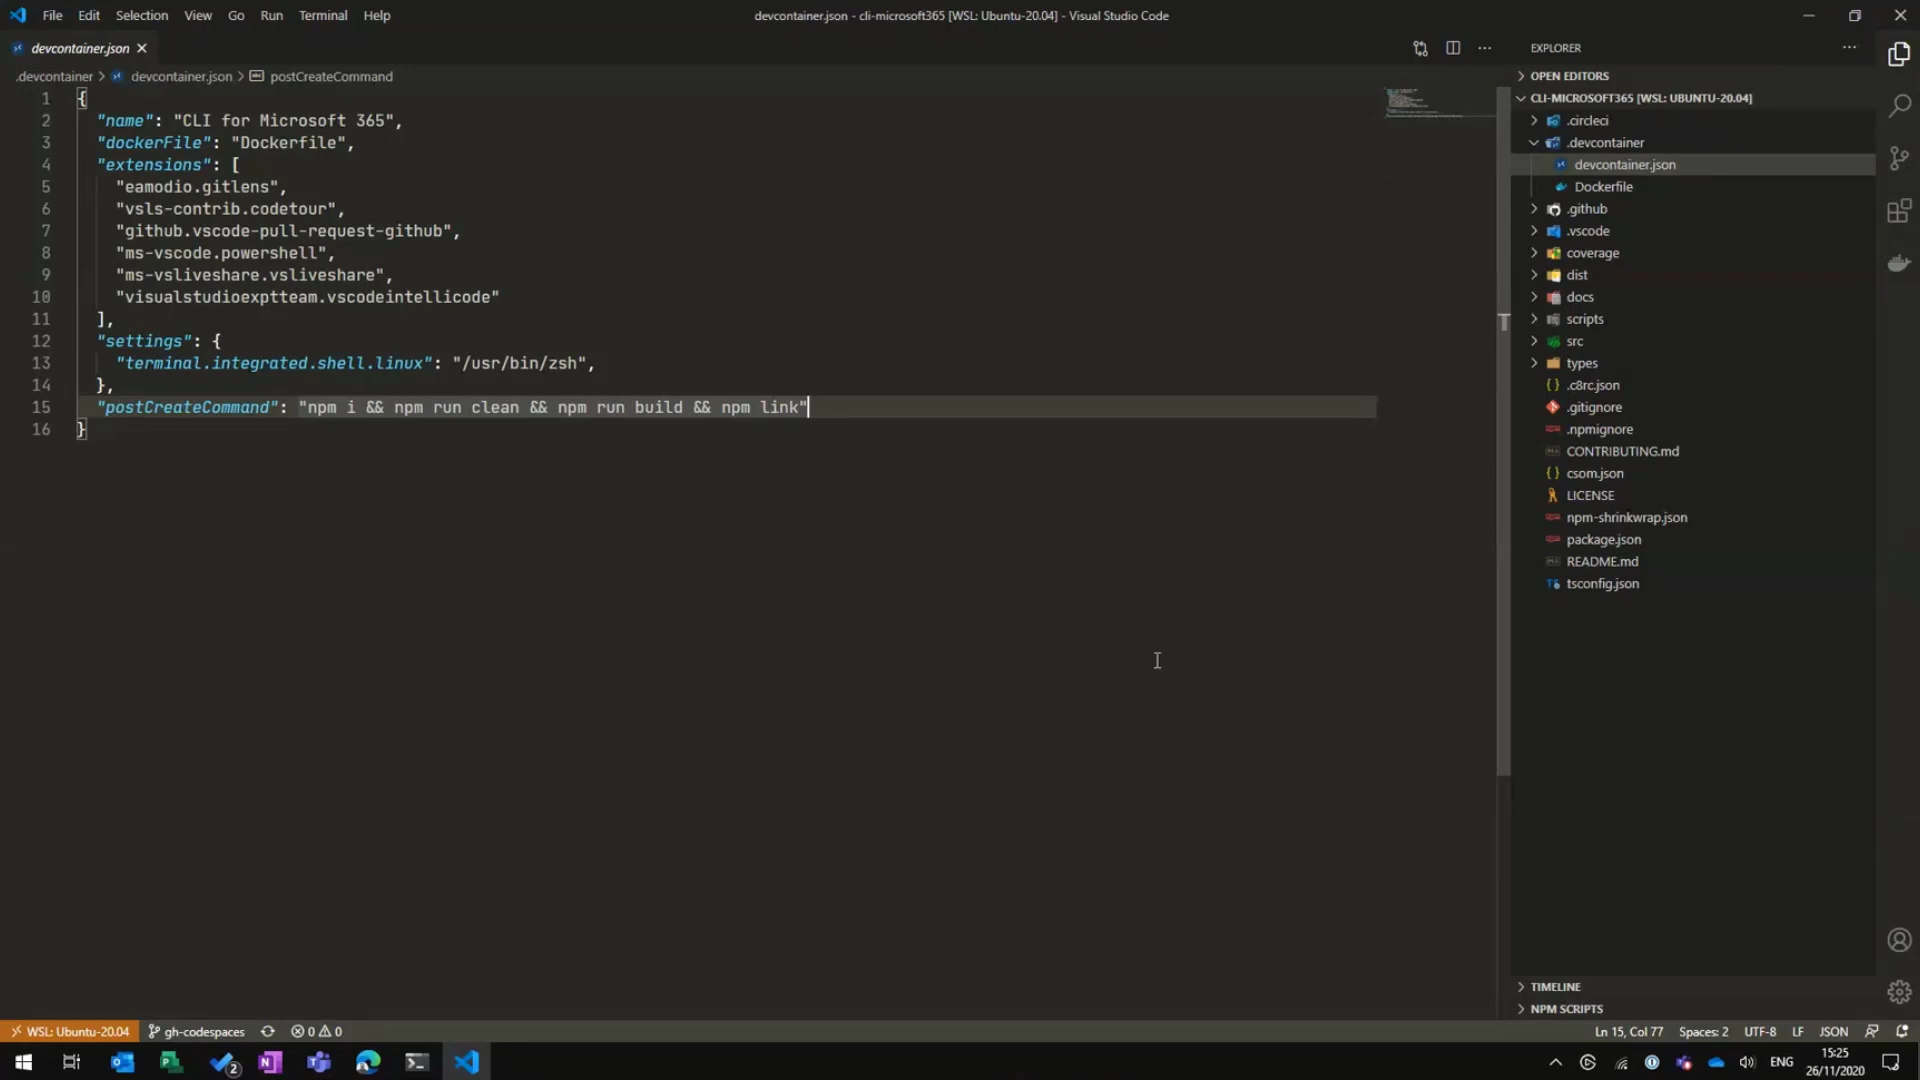 File Edit Selection View Go Run Terminal Help
devcontainer.json - cli-microsoft365 [WSL: Ubuntu-20.04] - Visual Studio Code
devcontainer.json
.devcontainer > devcontainer.json > postCreateCommand
1 {
2 "name": "CLI for Microsoft 365",
3 "dockerFile": "Dockerfile",
4 "extensions": [
5 "eamodio.gitlens",
6 "vsls-contrib.codetour",
7 "github.vscode-pull-request-github",
8 "ms-vscode.powershell",
9 "ms-vsliveshare.vsliveshare",
10 "visualstudioexptteam.vscodeintellicode"
11 ],
12 "settings": {
13 "terminal.integrated.shell.linux": "/usr/bin/zsh",
14 },
15 "postCreateCommand": "npm i && npm run clean && npm run build && npm link"
16 }
EXPLORER
OPEN EDITORS
CLI-MICROSOFT365 [WSL: UBUNTU-20.04]
.circleci
.devcontainer
devcontainer.json
Dockerfile
.github
.vscode
coverage
dist
docs
scripts
src
types
.c8rc.json
.gitignore
.npmignore
CONTRIBUTING.md
csom.json
LICENSE
npm-shrinkwrap.json
package.json
README.md
tsconfig.json
TIMELINE
NPM SCRIPTS
WSL: Ubuntu-20.04 gh-codespaces 0 0
Ln 15, Col 77 Spaces: 2 UTF-8 LF JSON
2
ENG
15:25
26/11/2020